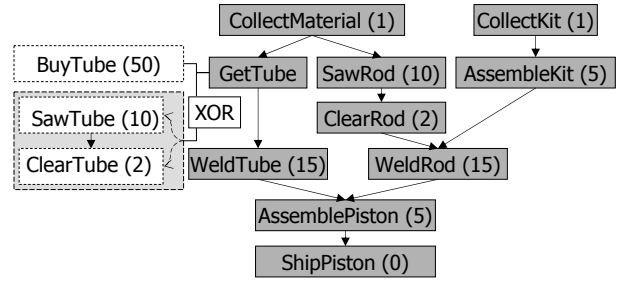 CollectMaterial (1)
CollectKit (1)
BuyTube (50)
GetTube
SawRod (10)
AssembleKit (5)
SawTube (10)
XOR
ClearRod (2)
ClearTube (2)
WeldTube (15)
WeldRod (15)
AssemblePiston (5)
ShipPiston (0)